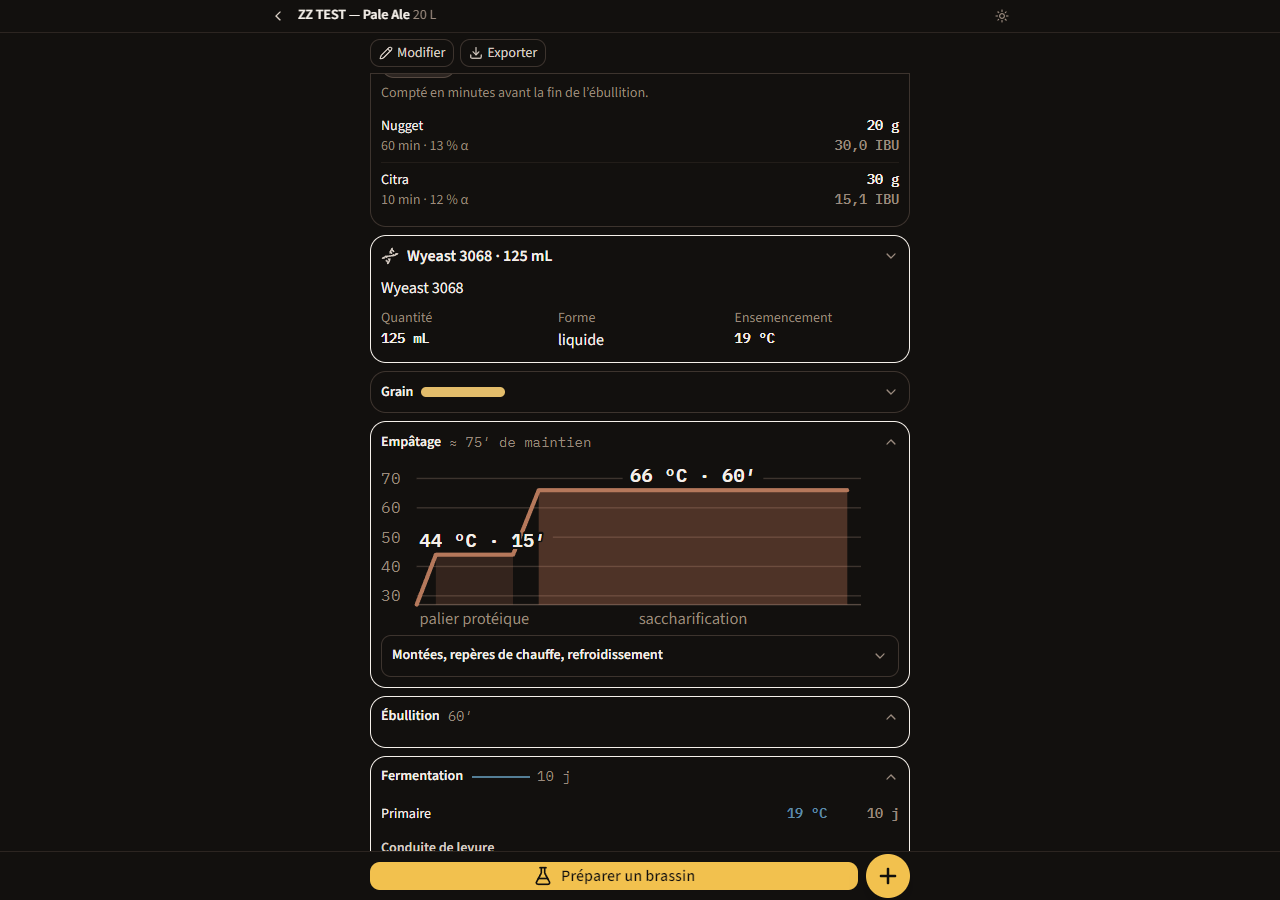 ZZ TEST — Pale Ale 20 L
Modifier
Exporter
Compté en minutes avant la fin de l’ébullition.
Nugget 20 g
60 min · 13 % α 30,0 IBU
Citra 30 g
10 min · 12 % α 15,1 IBU
Wyeast 3068 · 125 mL
Wyeast 3068
Quantité Forme Ensemencement
125 mL liquide 19 °C
Grain
Empâtage ≈ 75′ de maintien
70
66 °C · 60′
60
50
44 °C · 15′
40
30
palier protéique saccharification
Montées, repères de chauffe, refroidissement
Ébullition 60′
Fermentation 10 j
Primaire 19 °C 10 j
Conduite de levure
Préparer un brassin